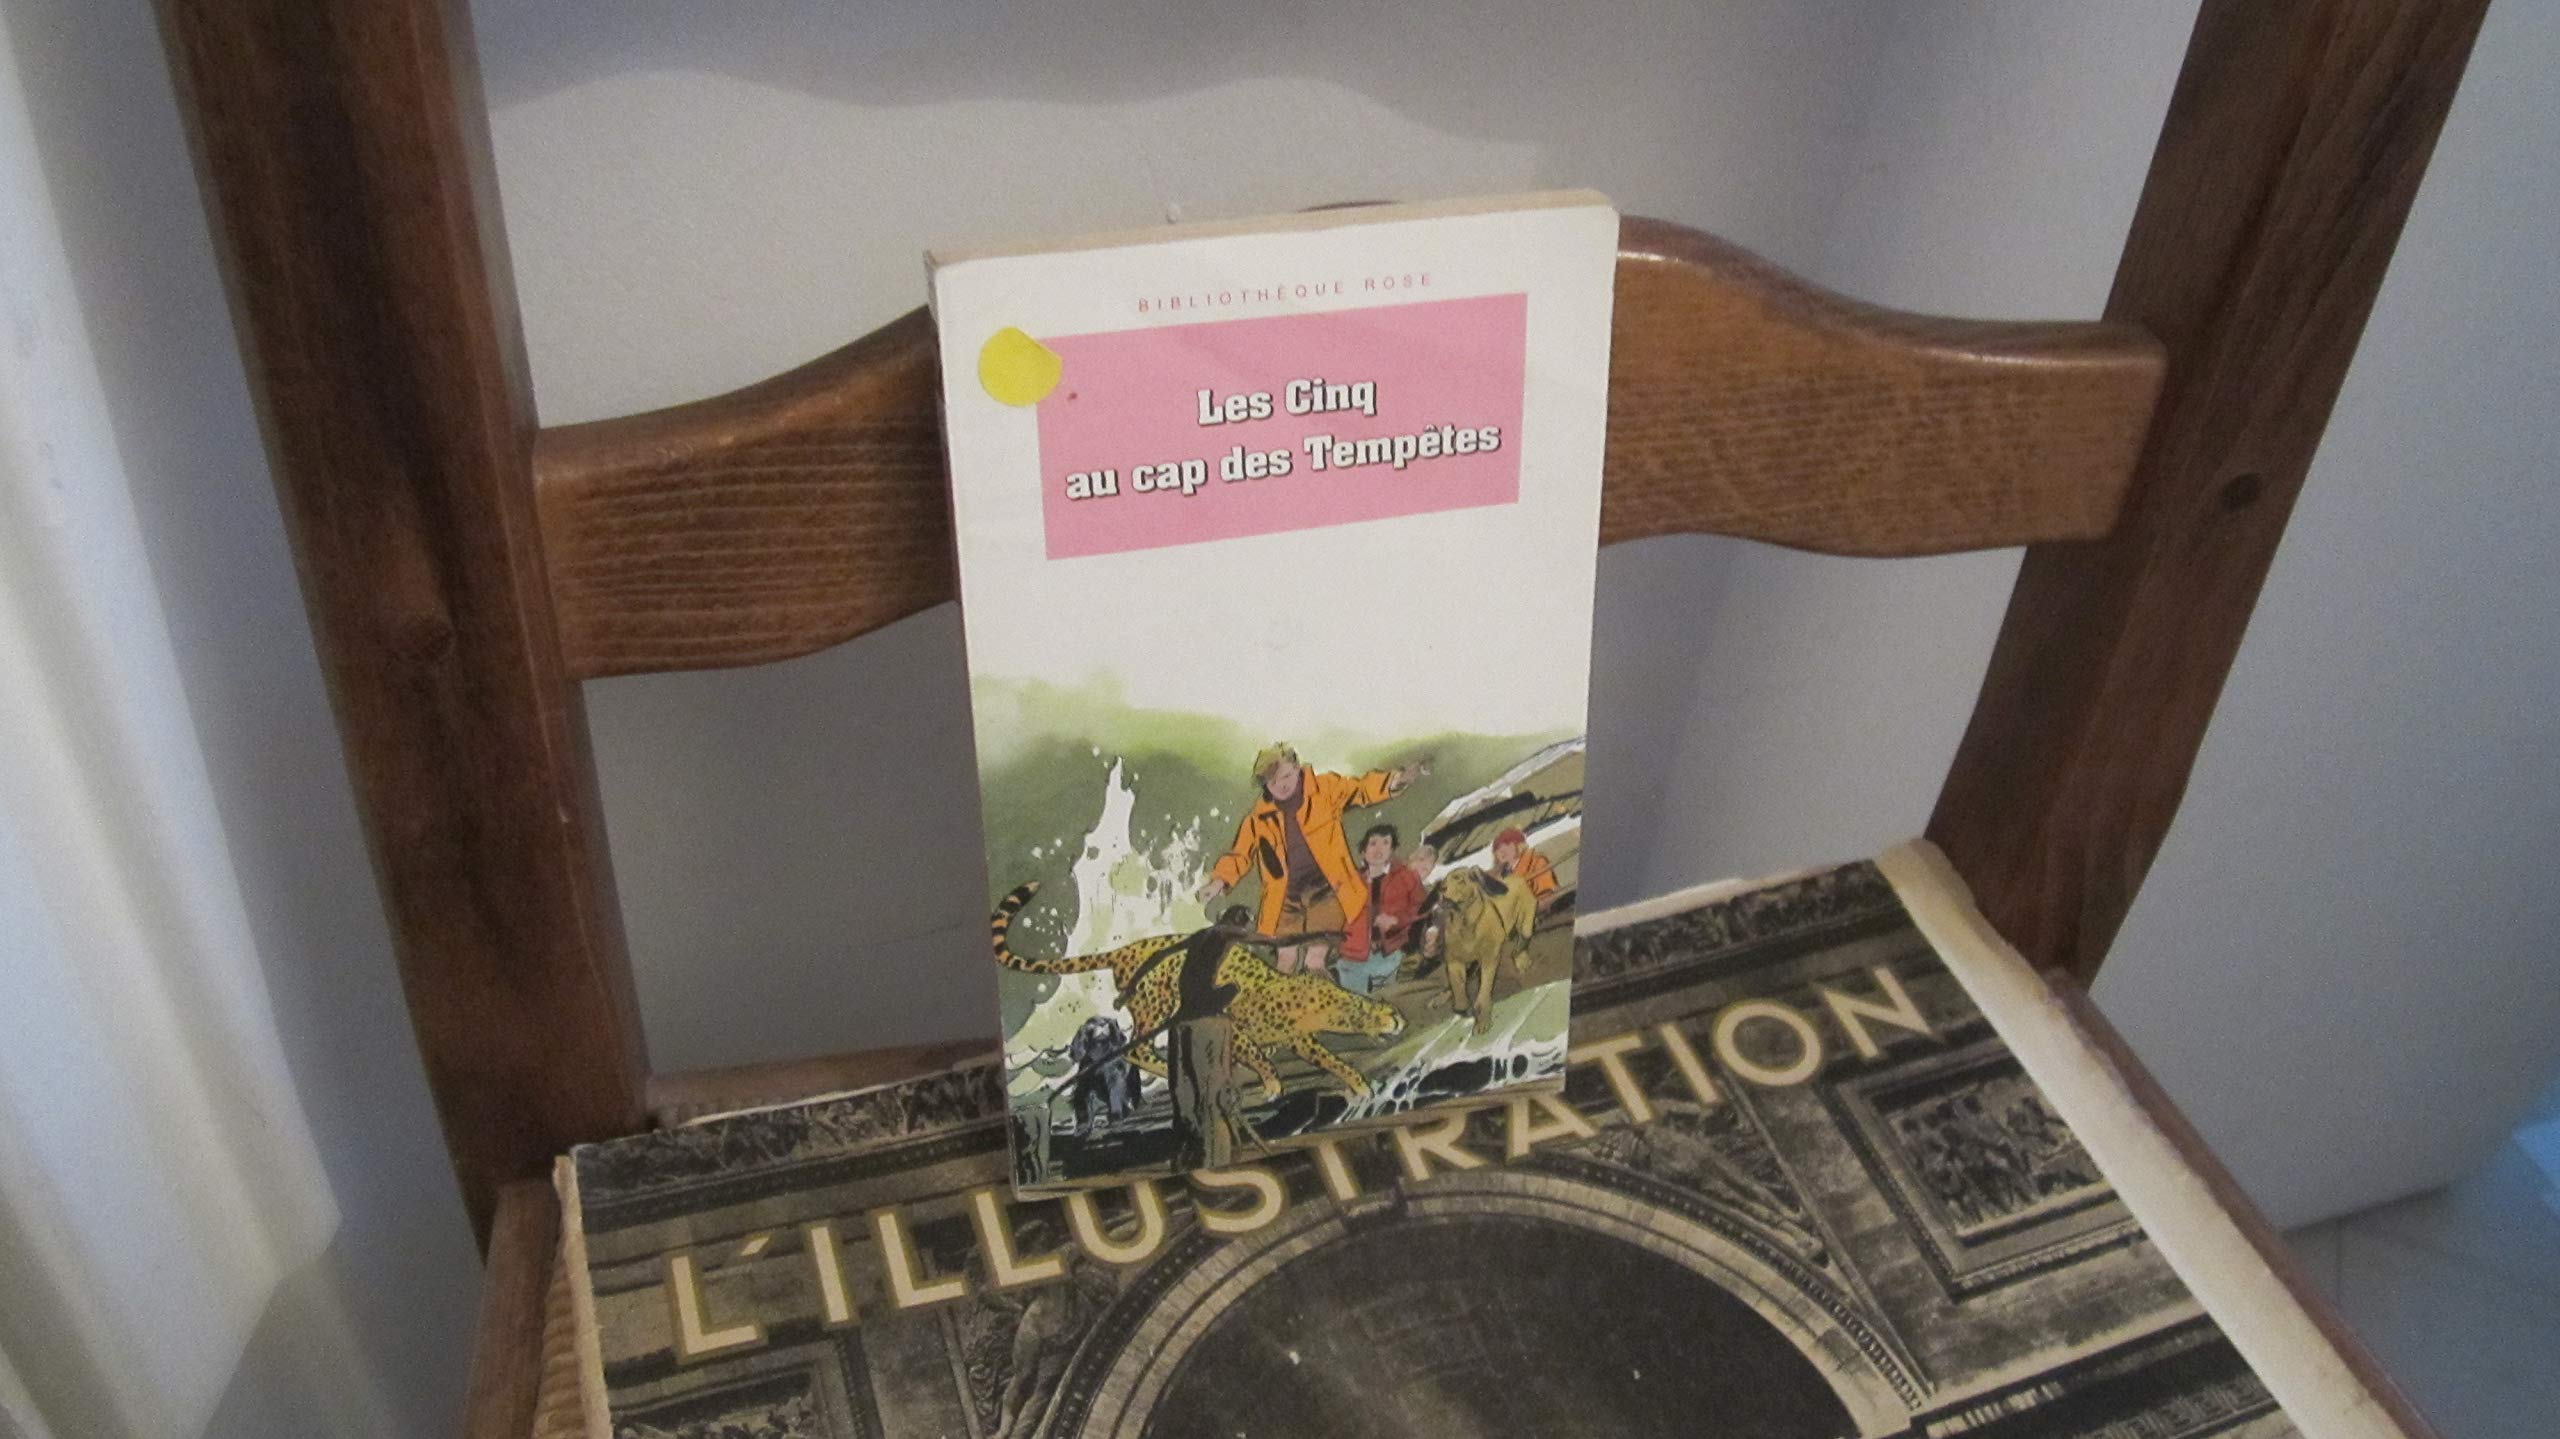 BIBLIOTHÈQUE ROSE
Les Cinq
au cap des Tempêtes
L'ILLUSTRATION